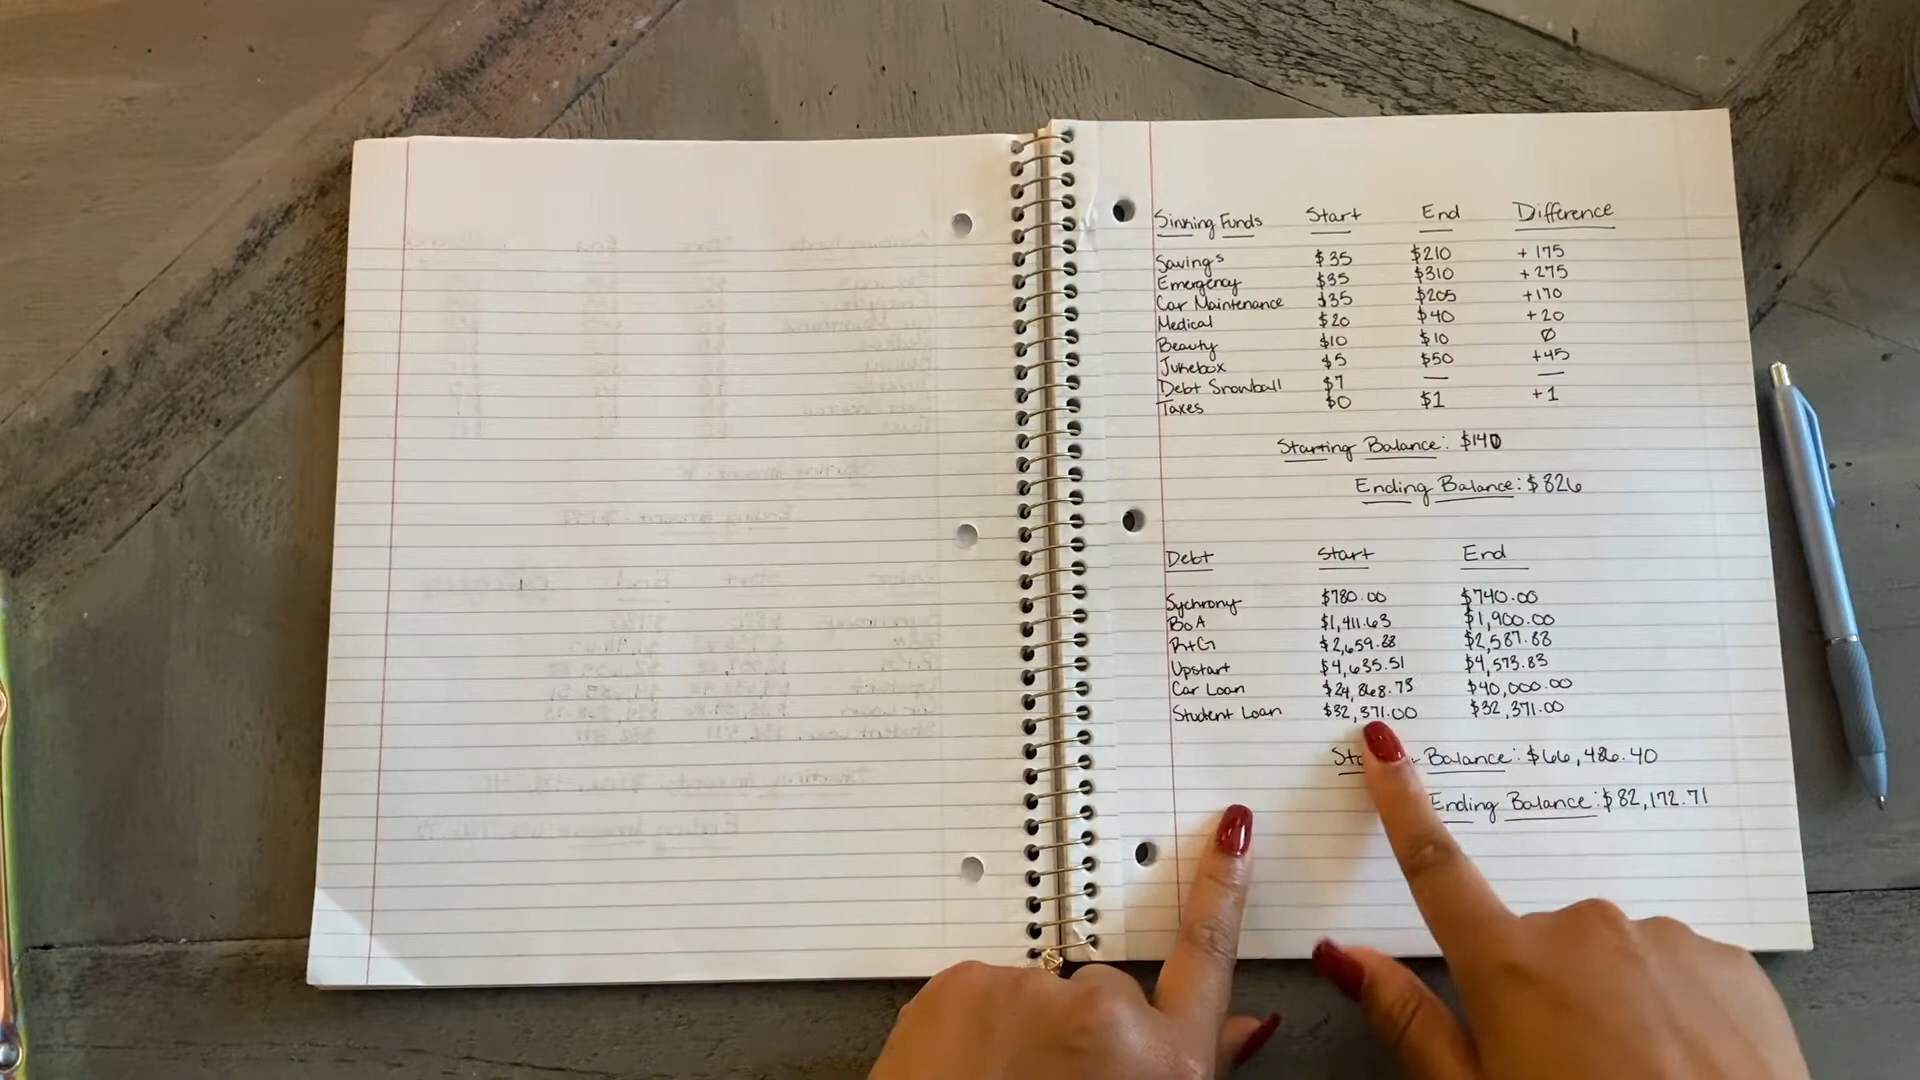 Sinking Funds Start End Difference
Savings $35 $210 +175
Emergency $35 $310 +275
Car Maintenance $35 $205 +170
Medical $20 $40 +20
Beauty $10 $10 Ø
Jukebox $5 $50 +45
Debt Snowball $7 — —
Taxes $0 $1 +1
Starting Balance: $140
Ending Balance: $826
Debt Start End
Sychrony $780.00 $740.00
BoA $1,411.63 $1,900.00
R+G $2,659.88 $2,587.88
Upstart $4,635.51 $4,573.83
Car Loan $24,868.73 $40,000.00
Student Loan $32,371.00 $32,371.00
Balance: $66,486.40
Ending Balance: $82,172.71